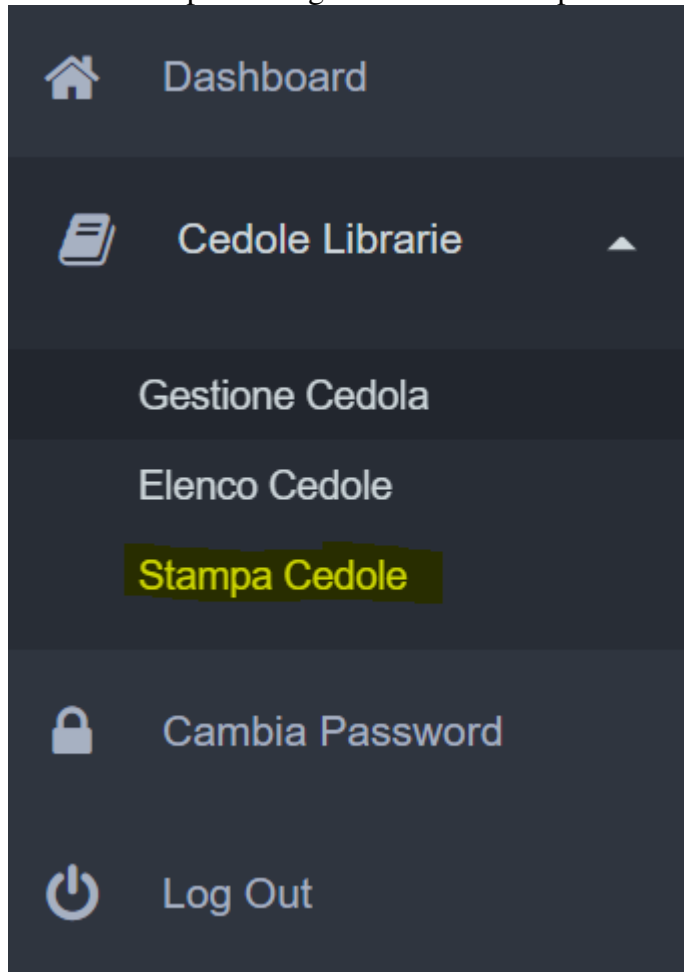 Dashboard
Cedole Librarie
Gestione Cedola
Elenco Cedole
Stampa Cedole
Cambia Password
Log Out